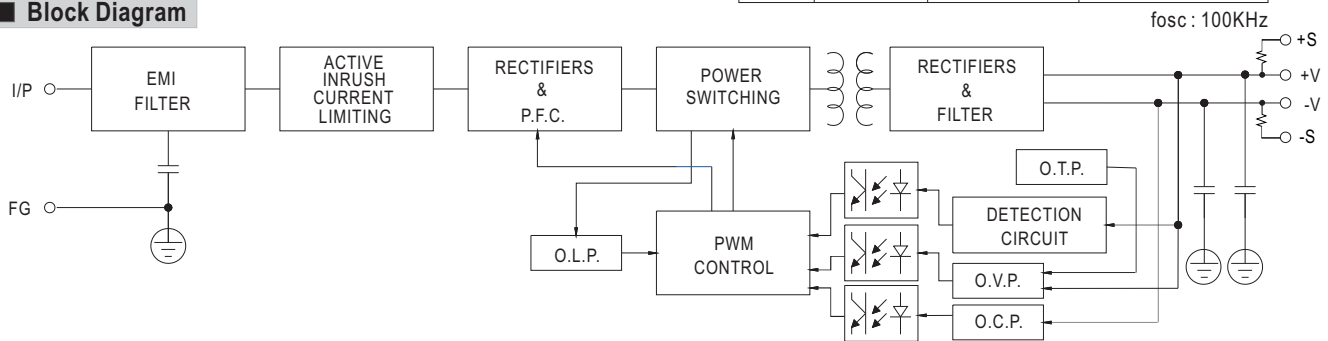 Block Diagram
fosc : 100KHz
I/P
EMI
FILTER
ACTIVE
INRUSH
CURRENT
LIMITING
RECTIFIERS
&
P.F.C.
POWER
SWITCHING
RECTIFIERS
&
FILTER
+S
+V
-V
-S
FG
O.L.P.
PWM
CONTROL
O.T.P.
DETECTION
CIRCUIT
O.V.P.
O.C.P.